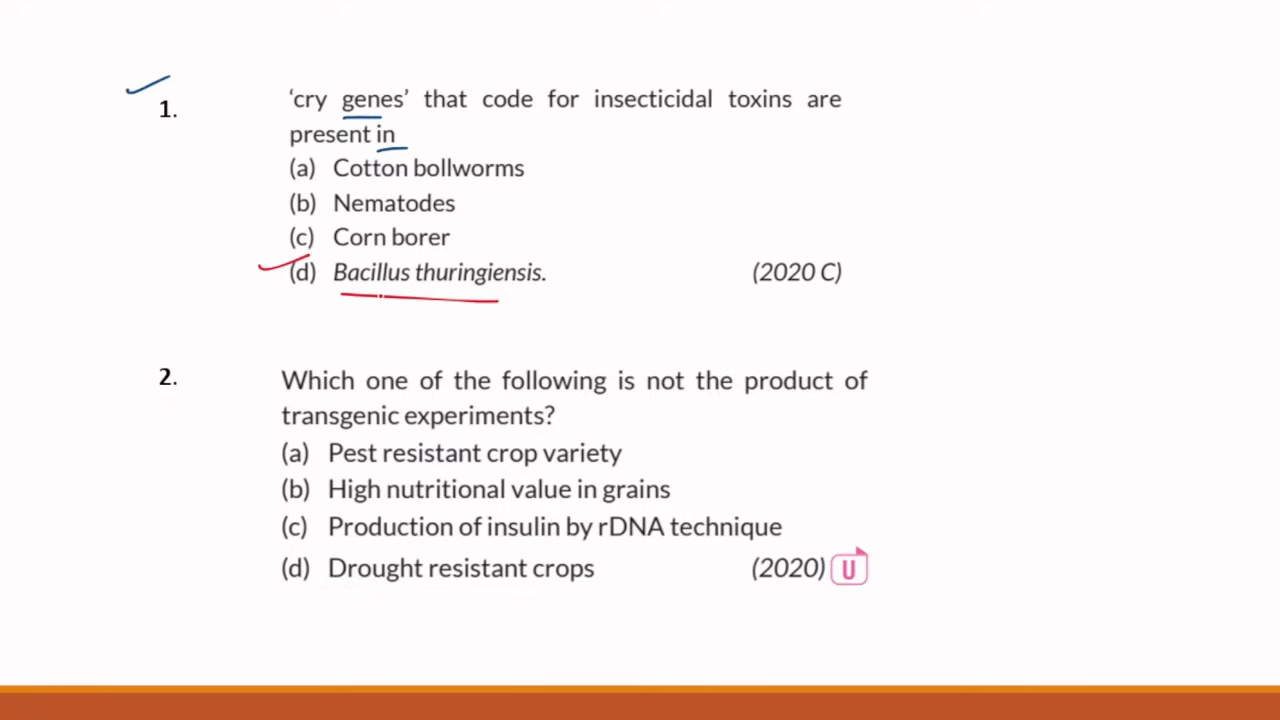 1.
‘cry genes’ that code for insecticidal toxins are
present in
(a) Cotton bollworms
(b) Nematodes
(c) Corn borer
(d) Bacillus thuringiensis. (2020 C)
2.
Which one of the following is not the product of
transgenic experiments?
(a) Pest resistant crop variety
(b) High nutritional value in grains
(c) Production of insulin by rDNA technique
(d) Drought resistant crops (2020) U